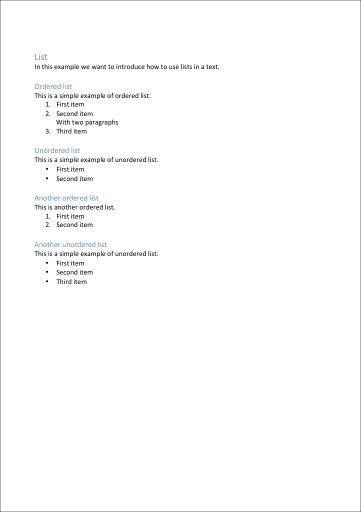 List
In this example we want to introduce how to use lists in a text.
Ordered list
This is a simple example of ordered list.
1. First item
2. Second item
With two paragraphs
3. Third item
Unordered list
This is a simple example of unordered list.
• First item
• Second item
Another ordered list
This is another ordered list.
1. First item
2. Second item
Another unordered list
This is a simple example of unordered list.
• First item
• Second item
• Third item